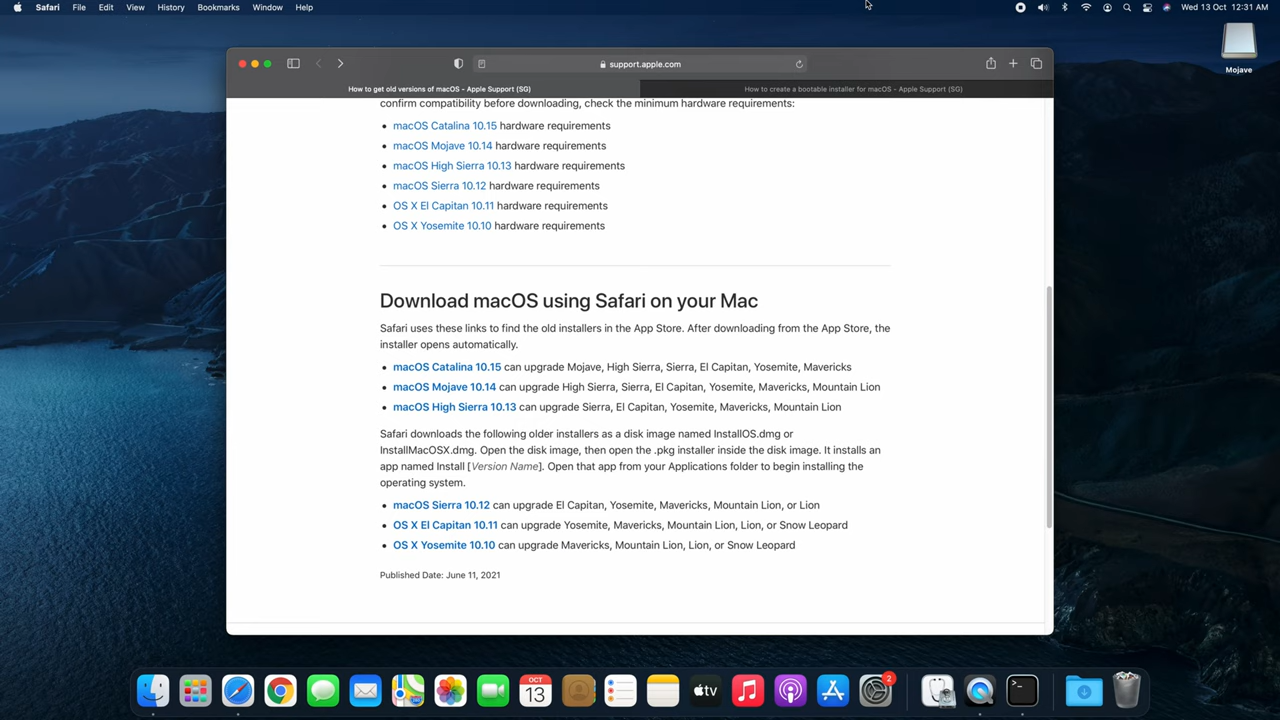 Safari File Edit View History Bookmarks Window Help Wed 13 Oct 12:31 AM
Mojave
support.apple.com
How to get old versions of macOS - Apple Support (SG) How to create a bootable installer for macOS - Apple Support (SG)
confirm compatibility before downloading, check the minimum hardware requirements:
• macOS Catalina 10.15 hardware requirements
• macOS Mojave 10.14 hardware requirements
• macOS High Sierra 10.13 hardware requirements
• macOS Sierra 10.12 hardware requirements
• OS X El Capitan 10.11 hardware requirements
• OS X Yosemite 10.10 hardware requirements
Download macOS using Safari on your Mac
Safari uses these links to find the old installers in the App Store. After downloading from the App Store, the
installer opens automatically.
• macOS Catalina 10.15 can upgrade Mojave, High Sierra, Sierra, El Capitan, Yosemite, Mavericks
• macOS Mojave 10.14 can upgrade High Sierra, Sierra, El Capitan, Yosemite, Mavericks, Mountain Lion
• macOS High Sierra 10.13 can upgrade Sierra, El Capitan, Yosemite, Mavericks, Mountain Lion
Safari downloads the following older installers as a disk image named InstallOS.dmg or
InstallMacOSX.dmg. Open the disk image, then open the .pkg installer inside the disk image. It installs an
app named Install [Version Name]. Open that app from your Applications folder to begin installing the
operating system.
• macOS Sierra 10.12 can upgrade El Capitan, Yosemite, Mavericks, Mountain Lion, or Lion
• OS X El Capitan 10.11 can upgrade Yosemite, Mavericks, Mountain Lion, Lion, or Snow Leopard
• OS X Yosemite 10.10 can upgrade Mavericks, Mountain Lion, Lion, or Snow Leopard
Published Date: June 11, 2021
OCT
13
tv
2